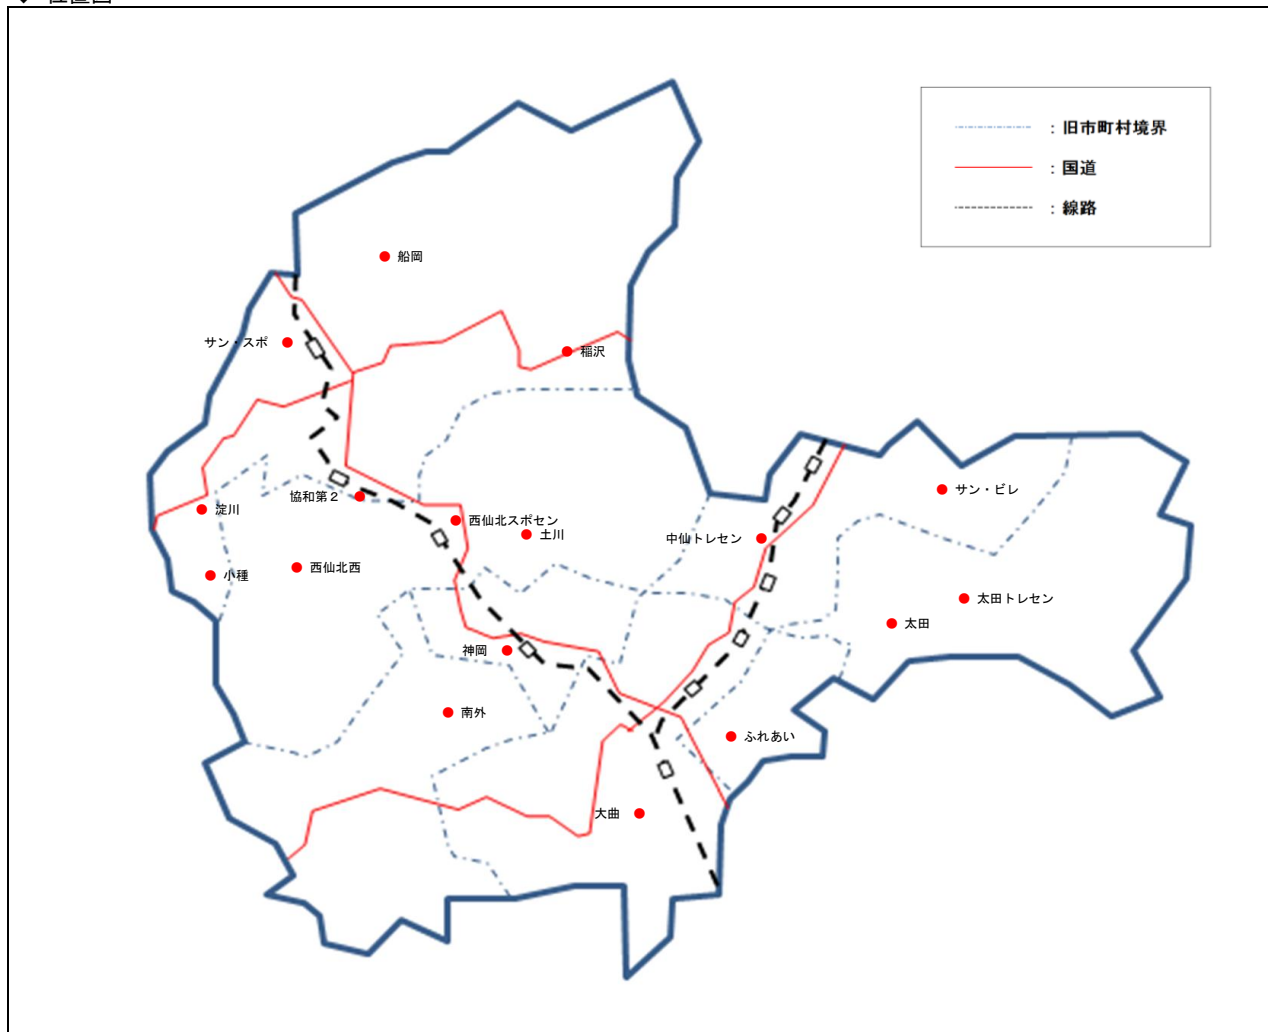 ：旧市町村境界
：国道
：線路
船岡
サン・スポ
稲沢
サン・ビレ
協和第２
淀川
西仙北スポセン
土川
中仙トレセン
西仙北西
小種
太田トレセン
太田
神岡
南外
ふれあい
大曲